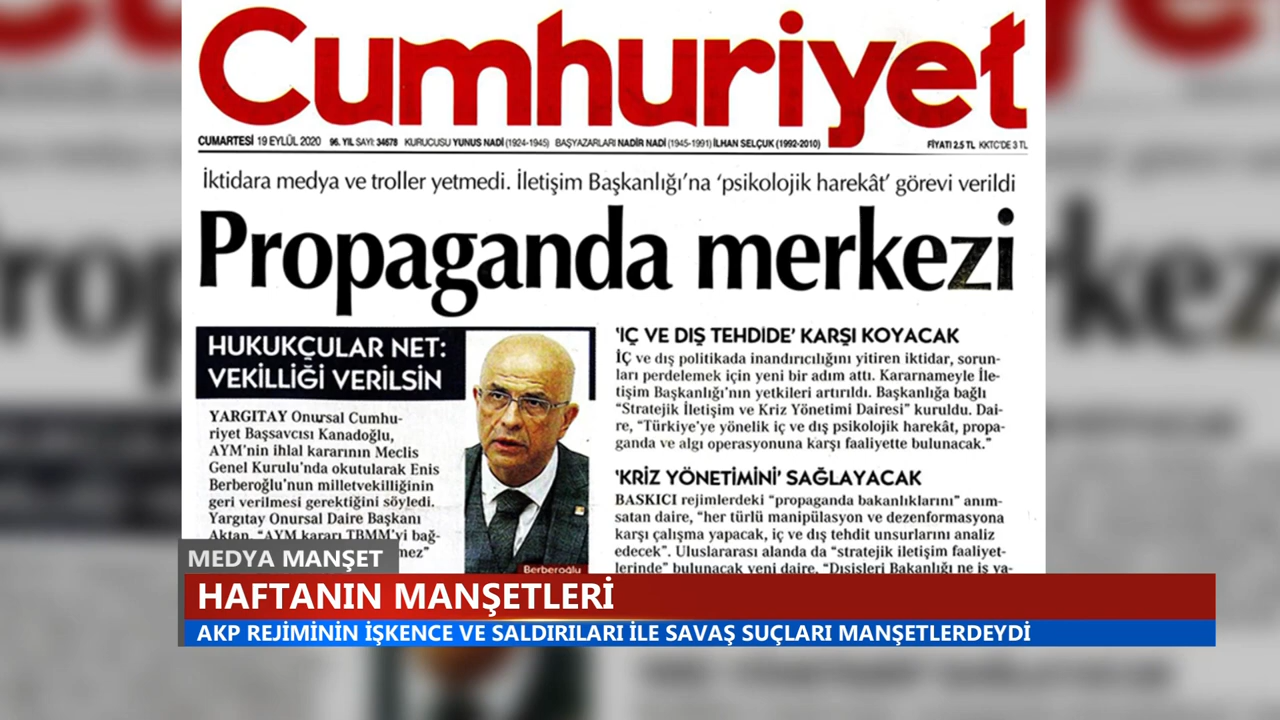 Cumhuriyet
CUMARTESİ 19 EYLÜL 2020 96. YIL SAYI: 34678 KURUCUSU YUNUS NADİ (1924-1945) BAŞYAZARLARI NADİR NADİ (1945-1991) İLHAN SELÇUK (1992-2010) FİYATI 2.5 TL KKTC'DE 3 TL
İktidara medya ve troller yetmedi. İletişim Başkanlığı'na 'psikolojik harekât' görevi verildi
Propaganda merkezi
HUKUKÇULAR NET:
VEKİLLİĞİ VERİLSİN
YARGITAY Onursal Cumhu-
riyet Başsavcısı Kanadoğlu,
AYM'nin ihlal kararının Meclis
Genel Kurulu'nda okutularak Enis
Berberoğlu'nun milletvekilliğinin
geri verilmesi gerektiğini söyledi.
Yargıtay Onursal Daire Başkanı
Aktan, "AYM kararı TBMM'yi bağ-
mez"
Berberoğlu
'İÇ VE DIŞ TEHDİDE' KARŞI KOYACAK
İÇ ve dış politikada inandırıcılığını yitiren iktidar, sorun-
ları perdelemek için yeni bir adım attı. Kararnameyle İle-
tişim Başkanlığı'nın yetkileri artırıldı. Başkanlığa bağlı
"Stratejik İletişim ve Kriz Yönetimi Dairesi" kuruldu. Dai-
re, "Türkiye'ye yönelik iç ve dış psikolojik harekât, propa-
ganda ve algı operasyonuna karşı faaliyette bulunacak."
'KRİZ YÖNETİMİNİ' SAĞLAYACAK
BASKICI rejimlerdeki "propaganda bakanlıklarını" anım-
satan daire, "her türlü manipülasyon ve dezenformasyona
karşı çalışma yapacak, iç ve dış tehdit unsurlarını analiz
edecek". Uluslararası alanda da "stratejik iletişim faaliyet-
lerinde" bulunacak yeni daire, "Dışişleri Bakanlığı ne iş ya-
MEDYA MANŞET
HAFTANIN MANŞETLERİ
AKP REJİMİNİN İŞKENCE VE SALDIRILARI İLE SAVAŞ SUÇLARI MANŞETLERDEYDİ